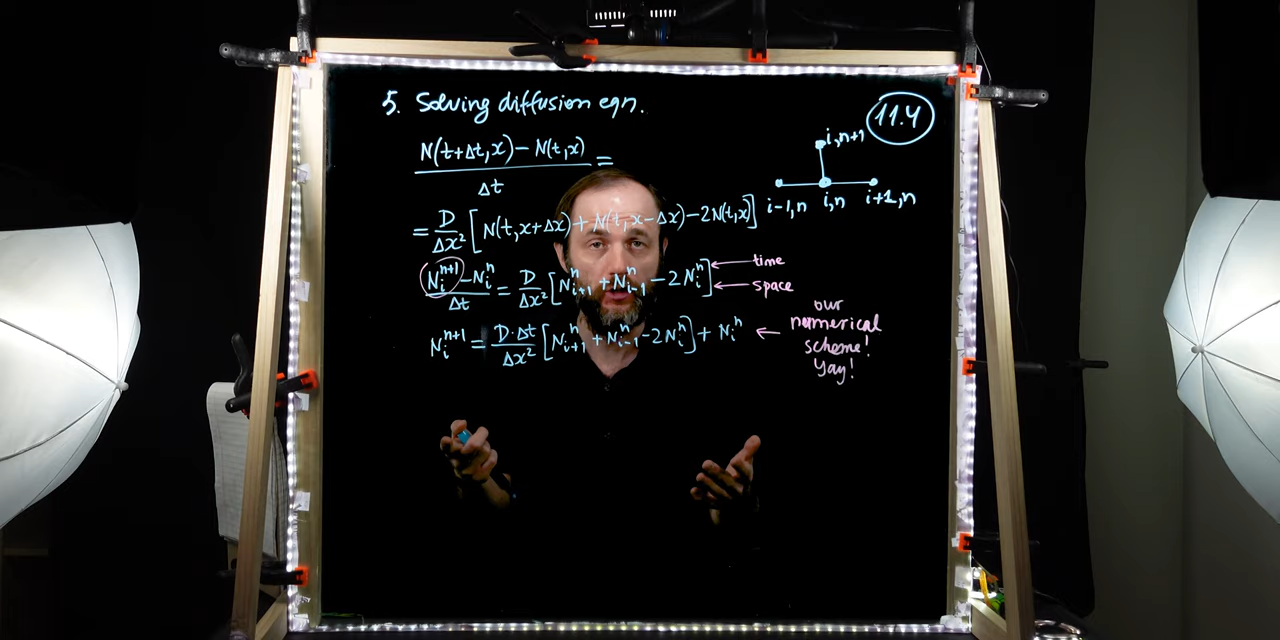 5. Solving diffusion eqn.
11.4
N(t+Δt,x)-N(t,x) / Δt =
= D/Δx² [N(t,x+Δx)+N(t,x-Δx)-2N(t,x)]
i,n+1
i-1,n i,n i+1,n
N_i^{n+1}-N_i^n / Δt = D/Δx² [N_{i+1}^n+N_{i-1}^n-2N_i^n]
time
space
N_i^{n+1} = D·Δt/Δx² [N_{i+1}^n+N_{i-1}^n-2N_i^n]+N_i^n
our
numerical
scheme!
Yay!